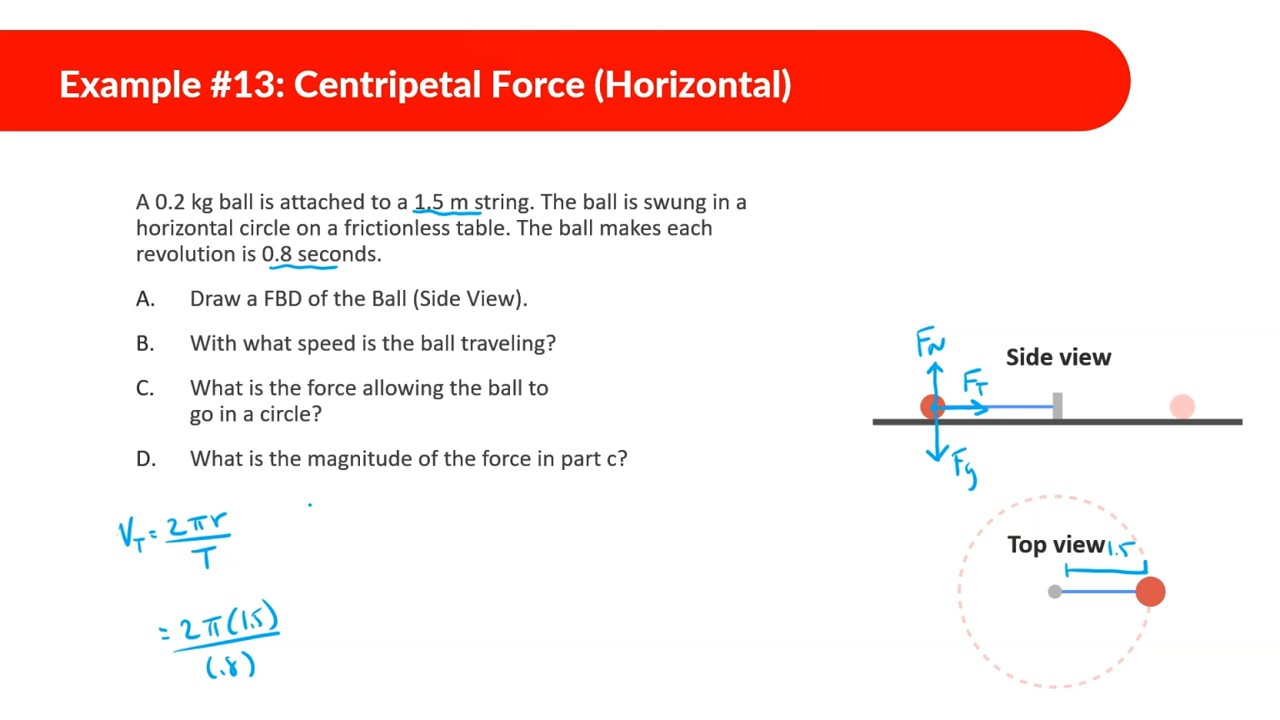 Example #13: Centripetal Force (Horizontal)
A 0.2 kg ball is attached to a 1.5 m string. The ball is swung in a
horizontal circle on a frictionless table. The ball makes each
revolution is 0.8 seconds.
A. Draw a FBD of the Ball (Side View).
B. With what speed is the ball traveling?
C. What is the force allowing the ball to
go in a circle?
D. What is the magnitude of the force in part c?
V_T = 2πr / T
= 2π(1.5) / (.8)
F_N
Side view
F_T
F_g
Top view
1.5